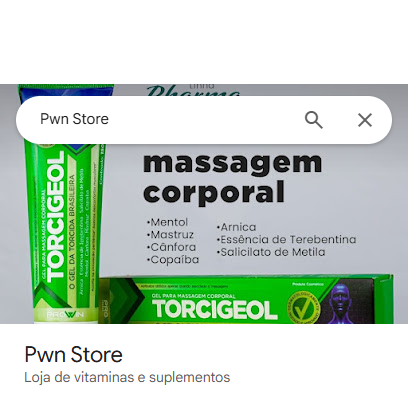 Linha
Pharma
Pwn Store
massagem
corporal
•Mentol
•Mastruz
•Cânfora
•Copaíba
•Arnica
•Essência de Terebentina
•Salicilato de Metila
TORCIGEOL
GEL PARA MASSAGEM CORPORAL
O GEL DA TORCIDA BRASILEIRA
GEL PARA MASSAGEM CORPORAL
TORCIGEOL
Pwn Store
Loja de vitaminas e suplementos